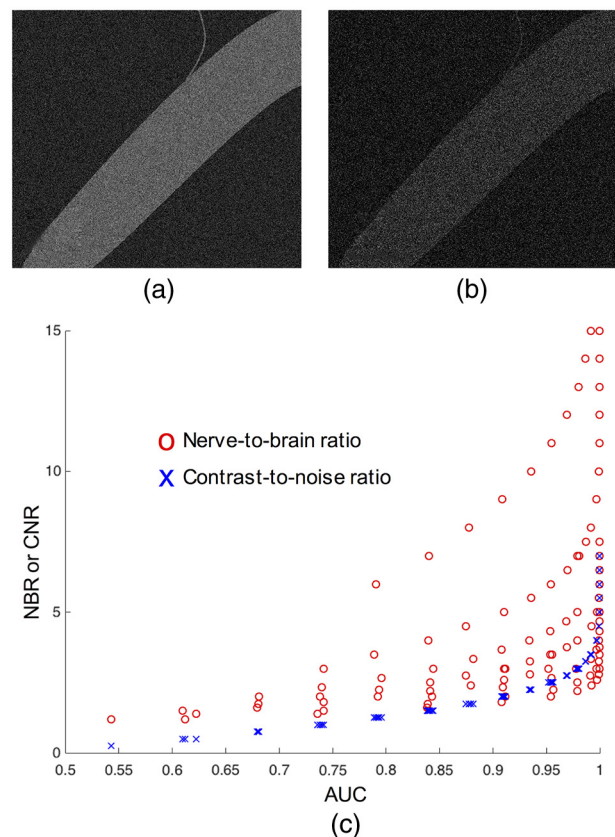 (a) (b)
15
10
5
0
NBR or CNR
O Nerve-to-brain ratio
X Contrast-to-noise ratio
0.5 0.55 0.6 0.65 0.7 0.75 0.8 0.85 0.9 0.95 1
AUC
(c)